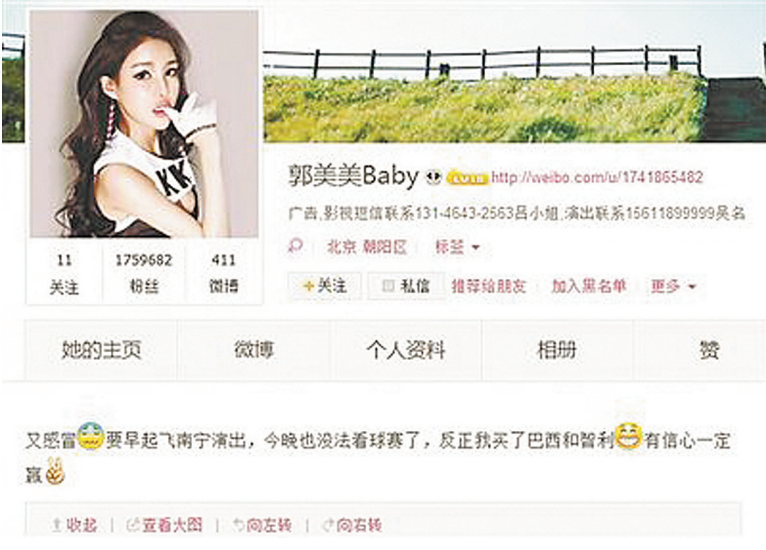 KK
郭美美Baby LV18 http://weibo.com/u/1741865482
广告,影视短信联系131-4643-2563吕小姐,演出联系15611899999吴名
北京 朝阳区 标签
11 1759682 411
关注 粉丝 微博
+关注 私信 推荐给朋友 加入黑名单 更多
她的主页 微博 个人资料 相册 赞
又感冒要早起飞南宁演出，今晚也没法看球赛了，反正我买了巴西和智利有信心一定
赢
收起 | 查看大图 | 向左转 | 向右转